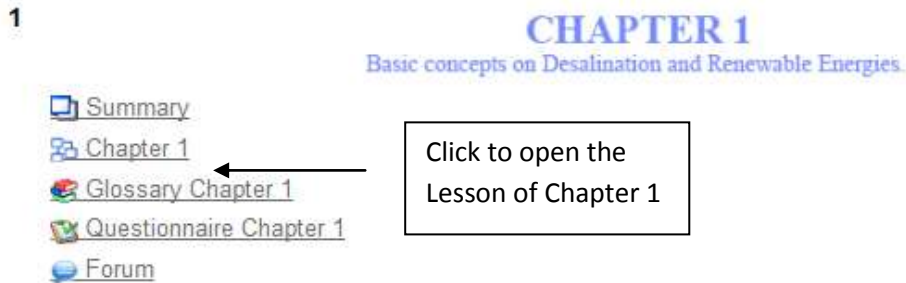 1
CHAPTER 1
Basic concepts on Desalination and Renewable Energies.
Summary
Chapter 1
Glossary Chapter 1
Questionnaire Chapter 1
Forum
Click to open the
Lesson of Chapter 1